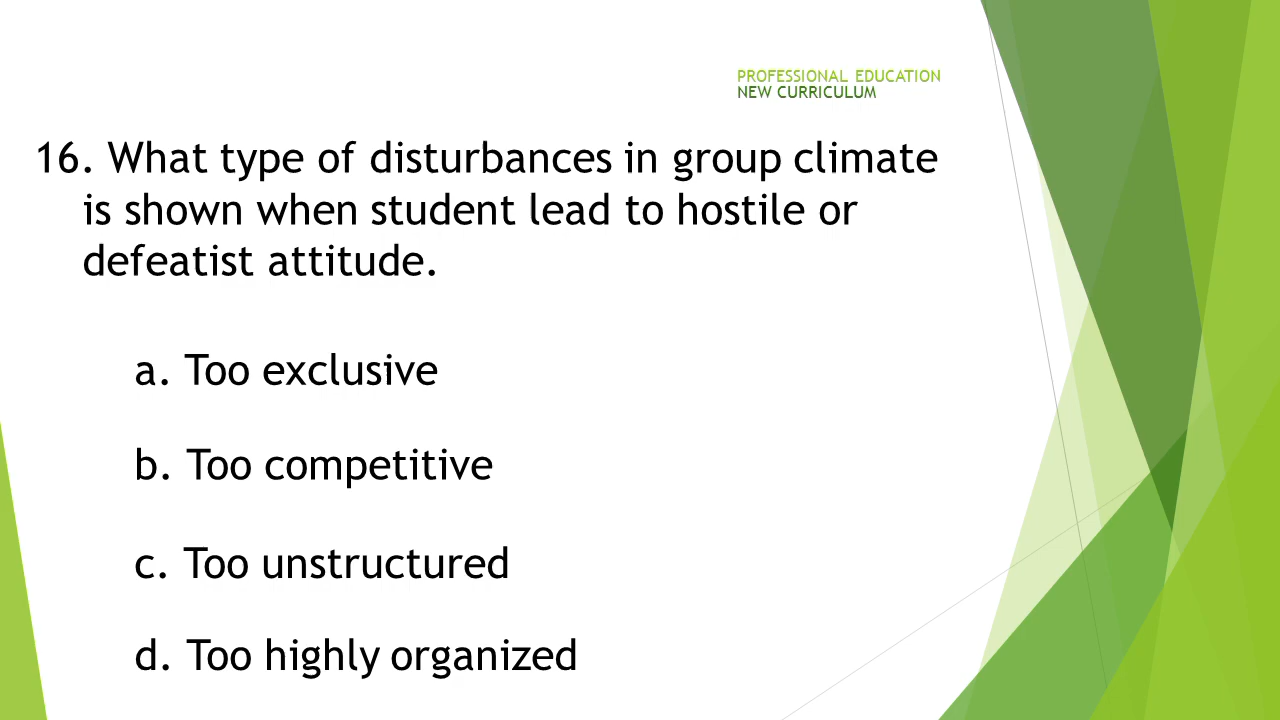 PROFESSIONAL EDUCATION
NEW CURRICULUM
16. What type of disturbances in group climate
is shown when student lead to hostile or
defeatist attitude.
a. Too exclusive
b. Too competitive
c. Too unstructured
d. Too highly organized